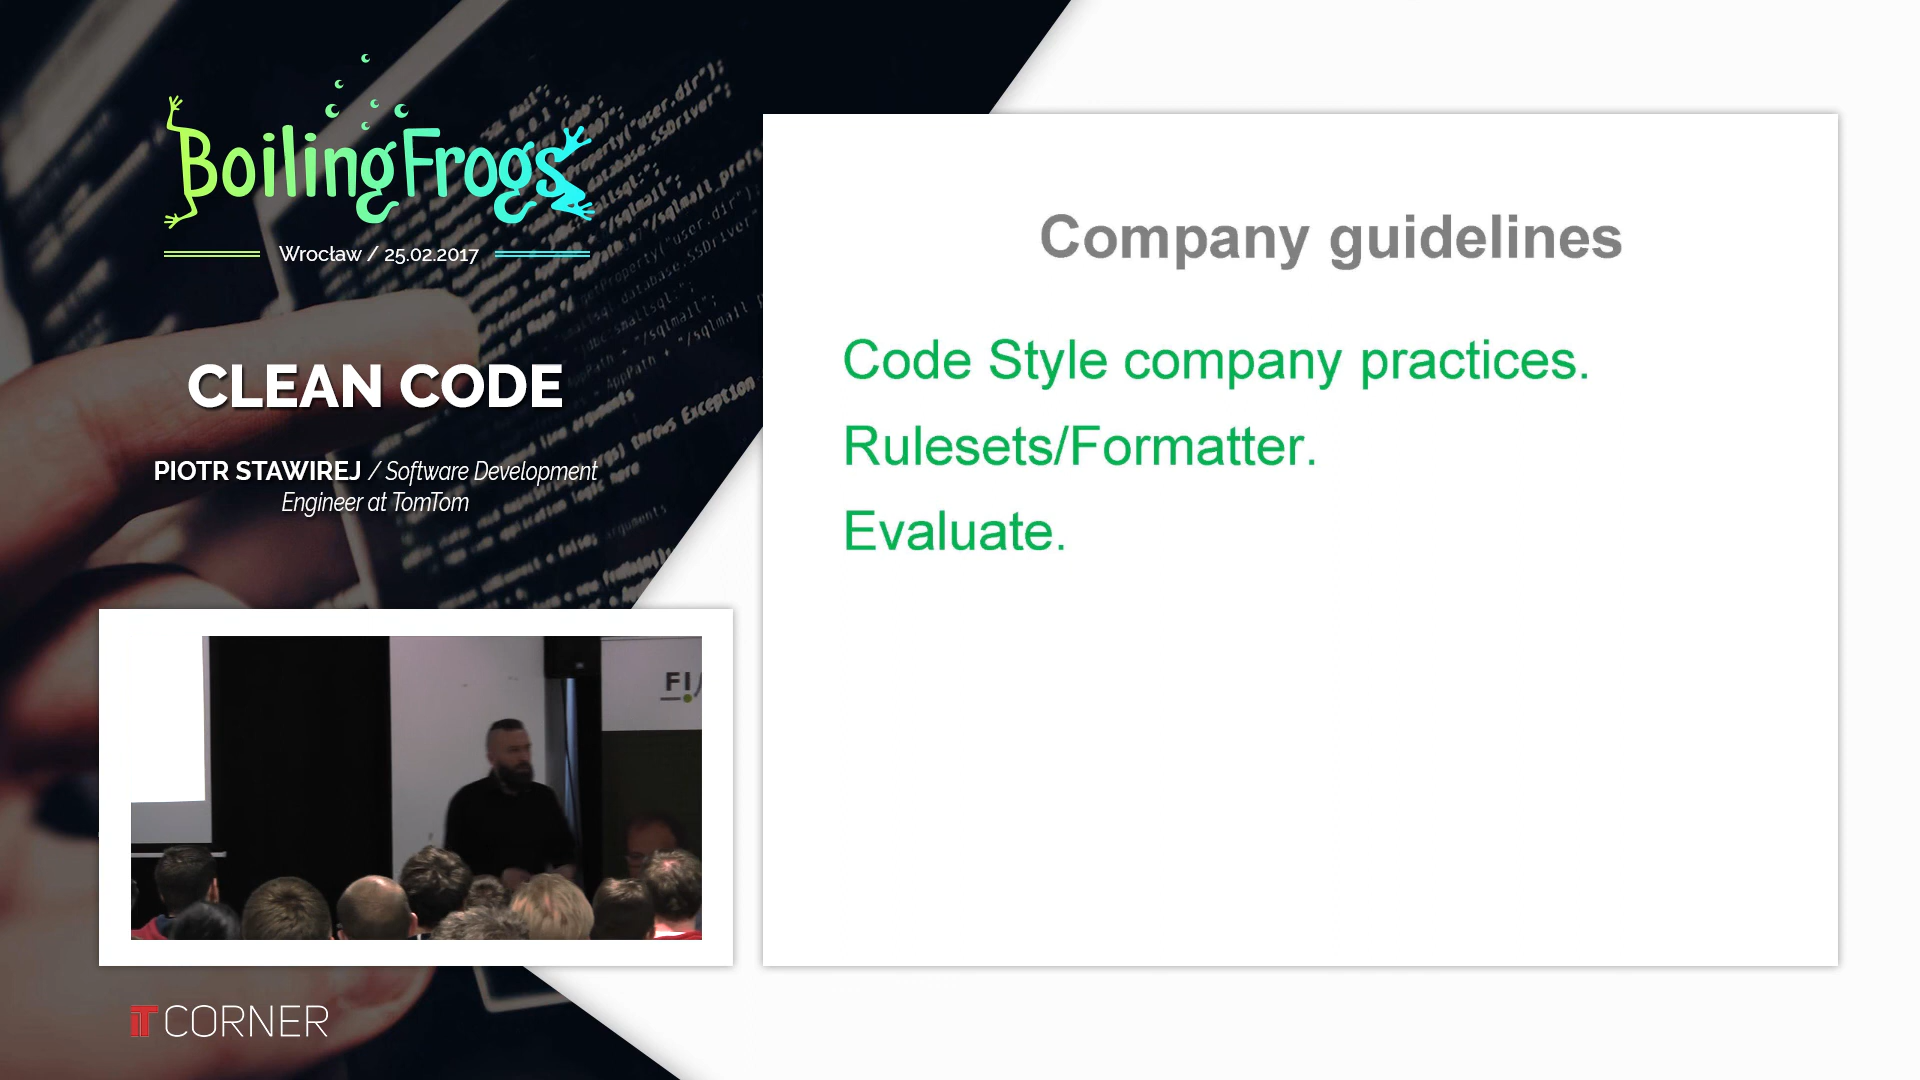 BoilingFrogs
Wrocław / 25.02.2017
CLEAN CODE
PIOTR STAWIREJ / Software Development
Engineer at TomTom
Company guidelines
Code Style company practices.
Rulesets/Formatter.
Evaluate.
FI
IT CORNER